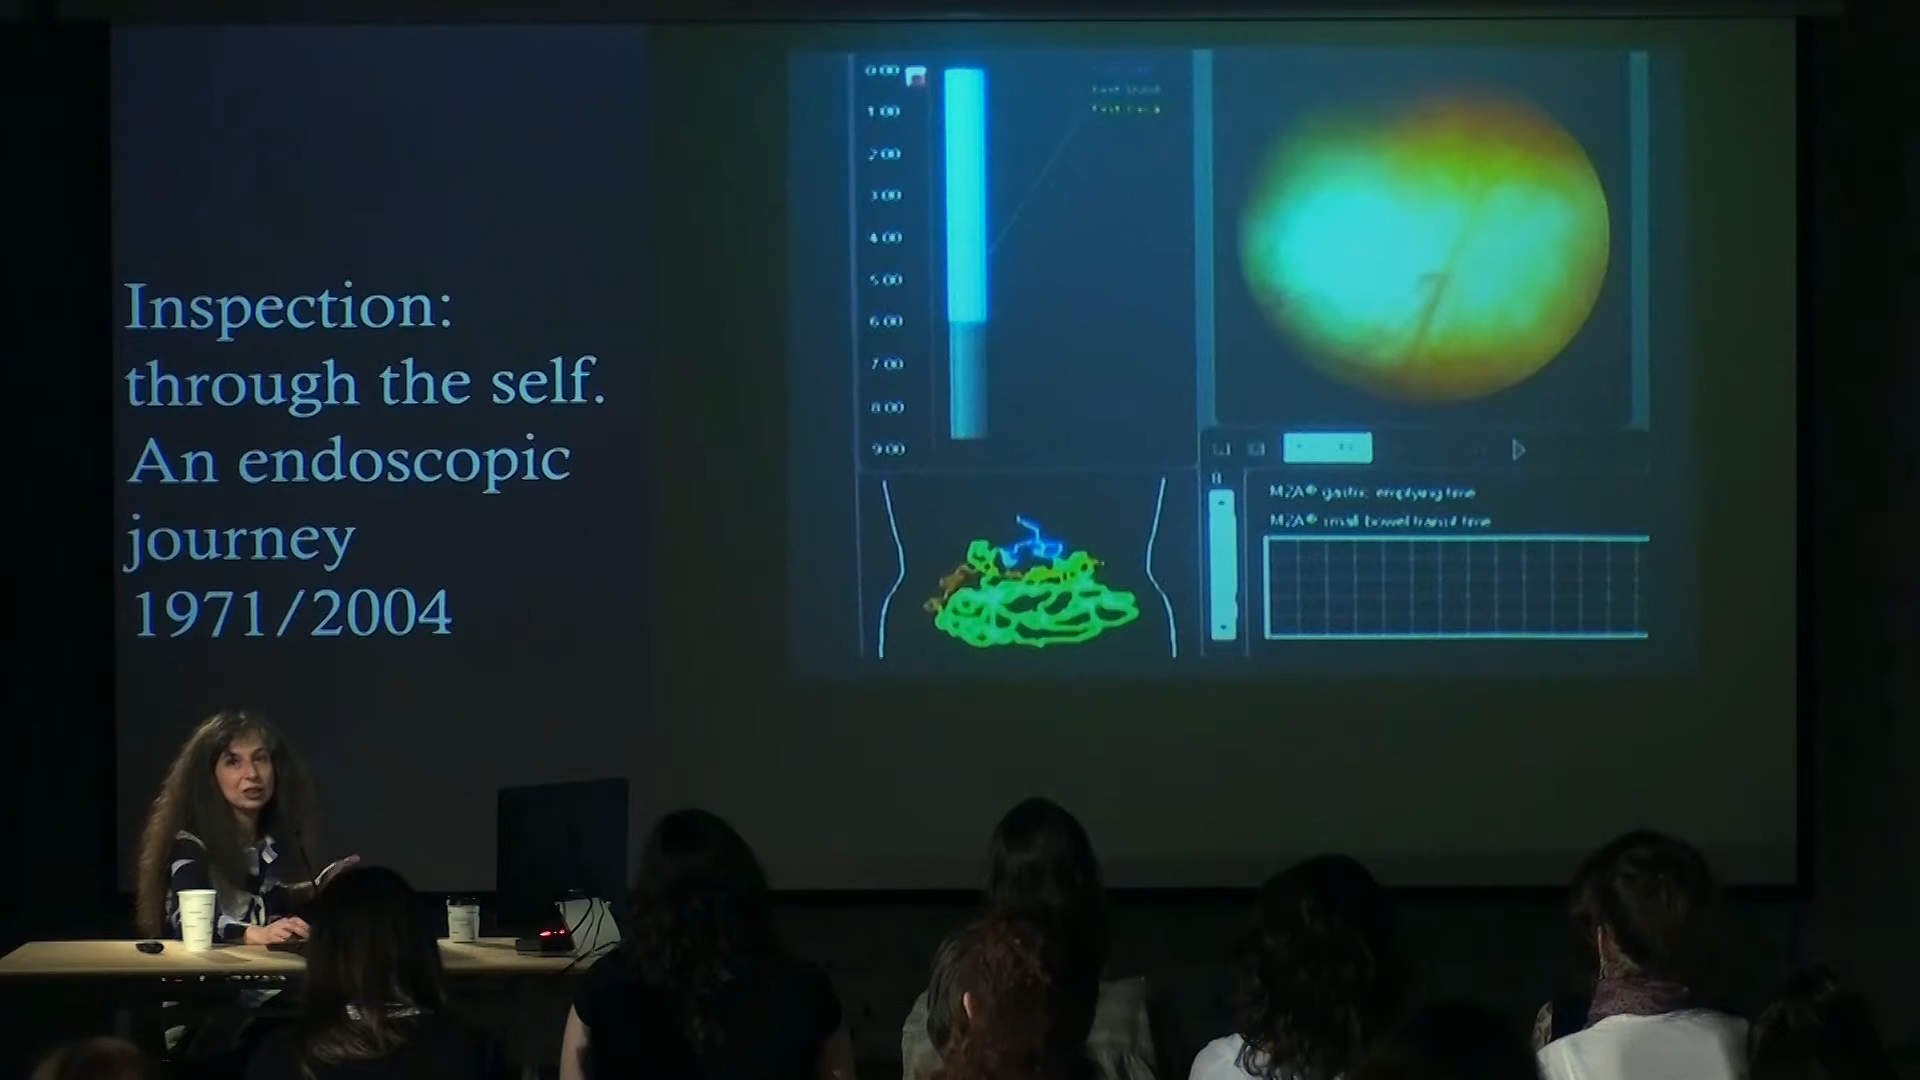 Inspection:
through the self.
An endoscopic
journey
1971/2004
0:00
1:00
2:00
3:00
4:00
5:00
6:00
7:00
8:00
9:00
M2A® gastric emptying time
M2A® small bowel transit time